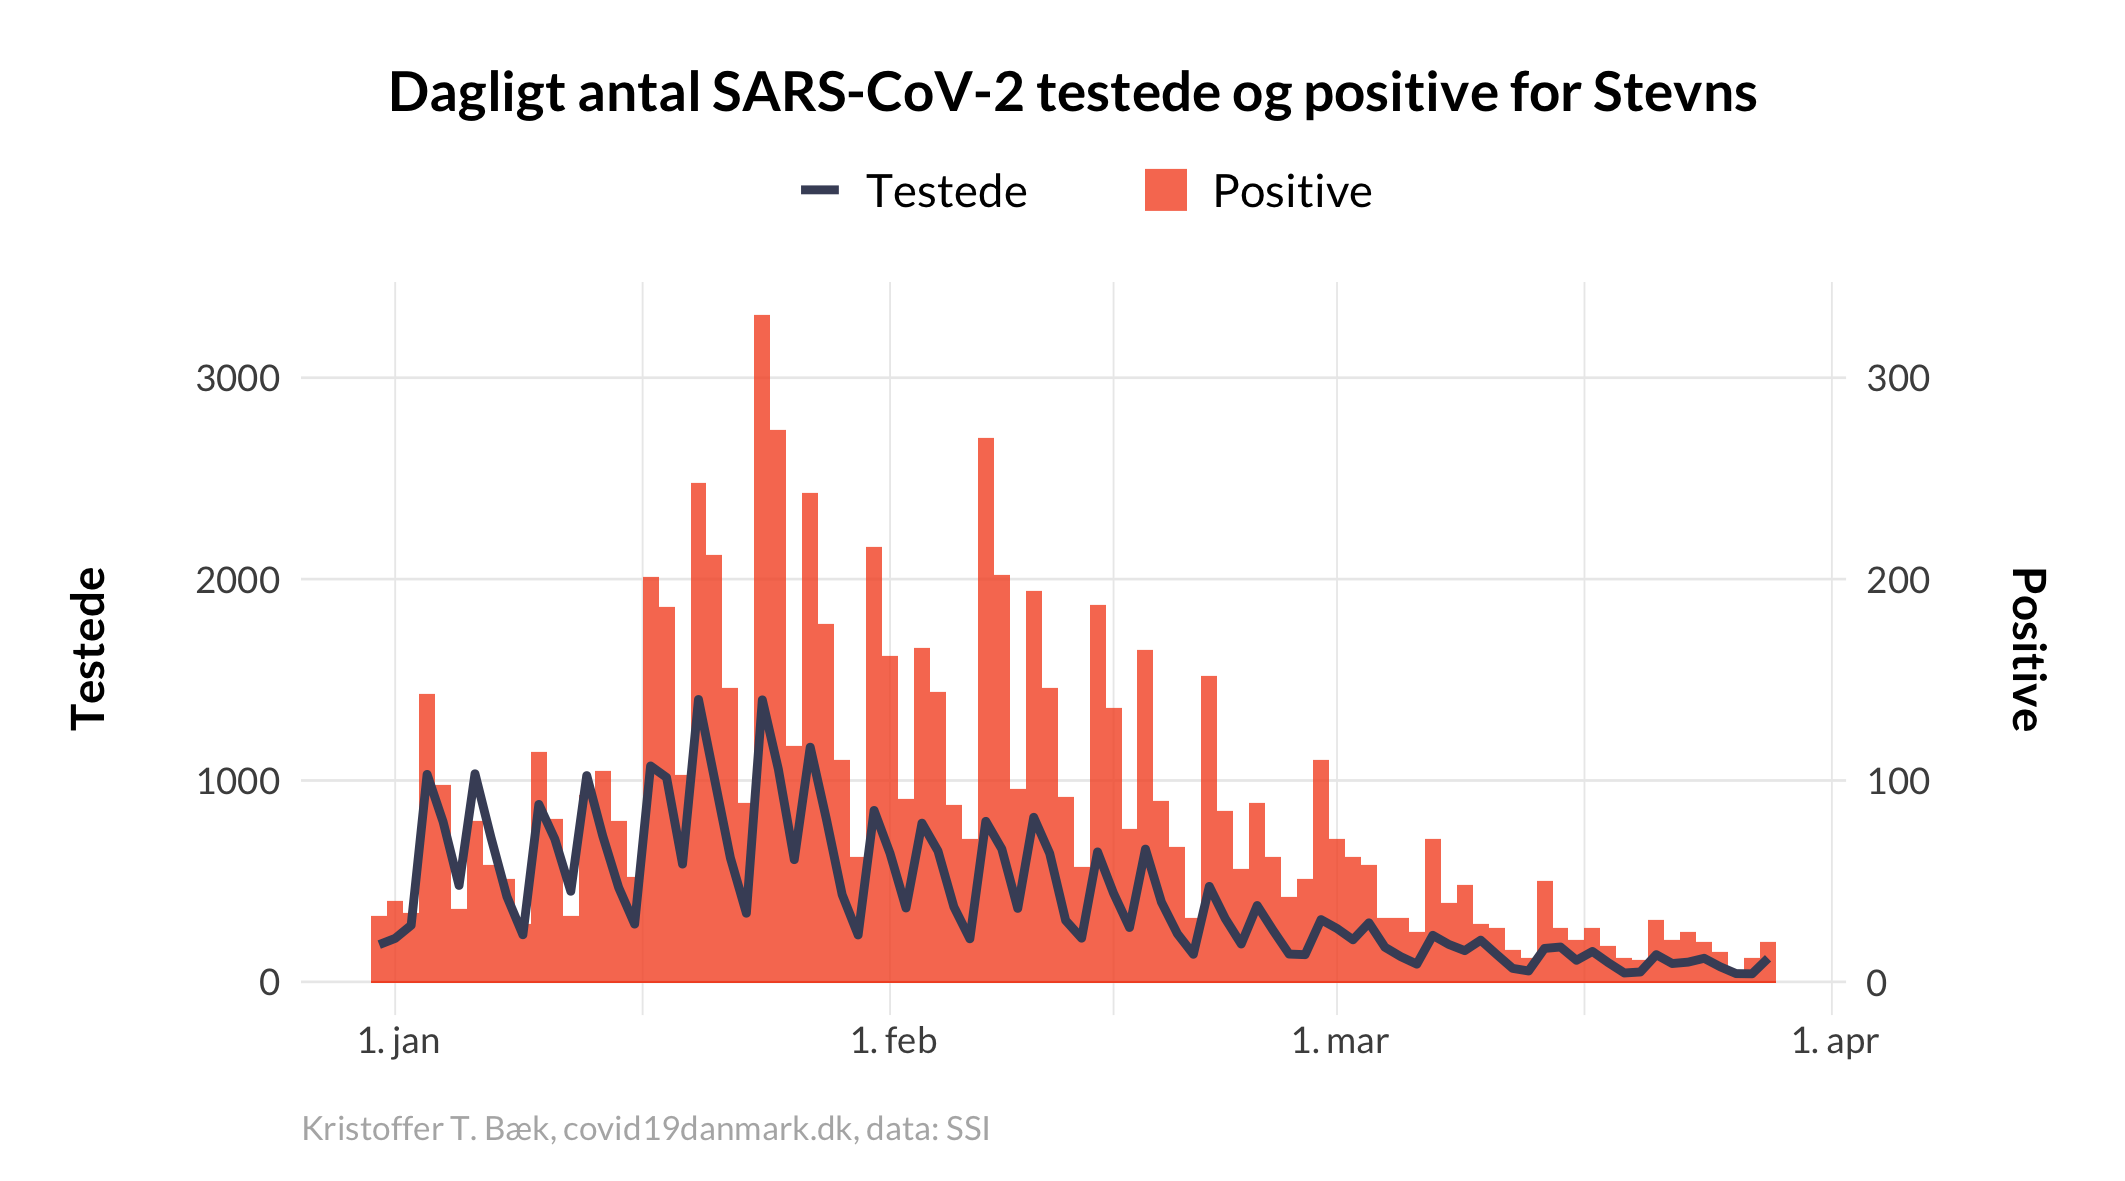 Dagligt antal SARS-CoV-2 testede og positive for Stevns
Testede
Positive
3000
2000
1000
0
Testede
300
200
100
0
Positive
1. jan
1. feb
1. mar
1. apr
Kristoffer T. Bæk, covid19danmark.dk, data: SSI